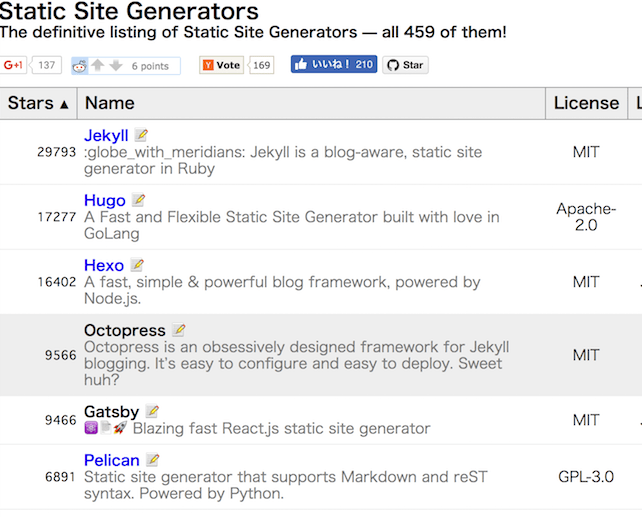 Static Site Generators
The definitive listing of Static Site Generators — all 459 of them!
G+1 137 6 points Y Vote 169 いいね！ 210 Star
Stars ▲ Name License L
Jekyll
29793 :globe_with_meridians: Jekyll is a blog-aware, static site MIT
generator in Ruby
Hugo
17277 A Fast and Flexible Static Site Generator built with love in Apache-
GoLang 2.0
Hexo
16402 A fast, simple & powerful blog framework, powered by MIT
Node.js.
Octopress
Octopress is an obsessively designed framework for Jekyll
9566 blogging. It's easy to configure and easy to deploy. Sweet MIT
huh?
Gatsby
9466 ⚛️📄🚀 Blazing fast React.js static site generator MIT
Pelican
6891 Static site generator that supports Markdown and reST GPL-3.0
syntax. Powered by Python.